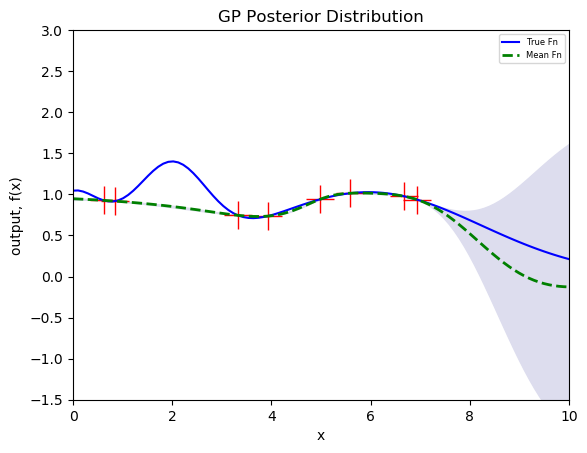 GP Posterior Distribution
True Fn
Mean Fn
output, f(x)
3.0
2.5
2.0
1.5
1.0
0.5
0.0
−0.5
−1.0
−1.5
0 2 4 6 8 10
x